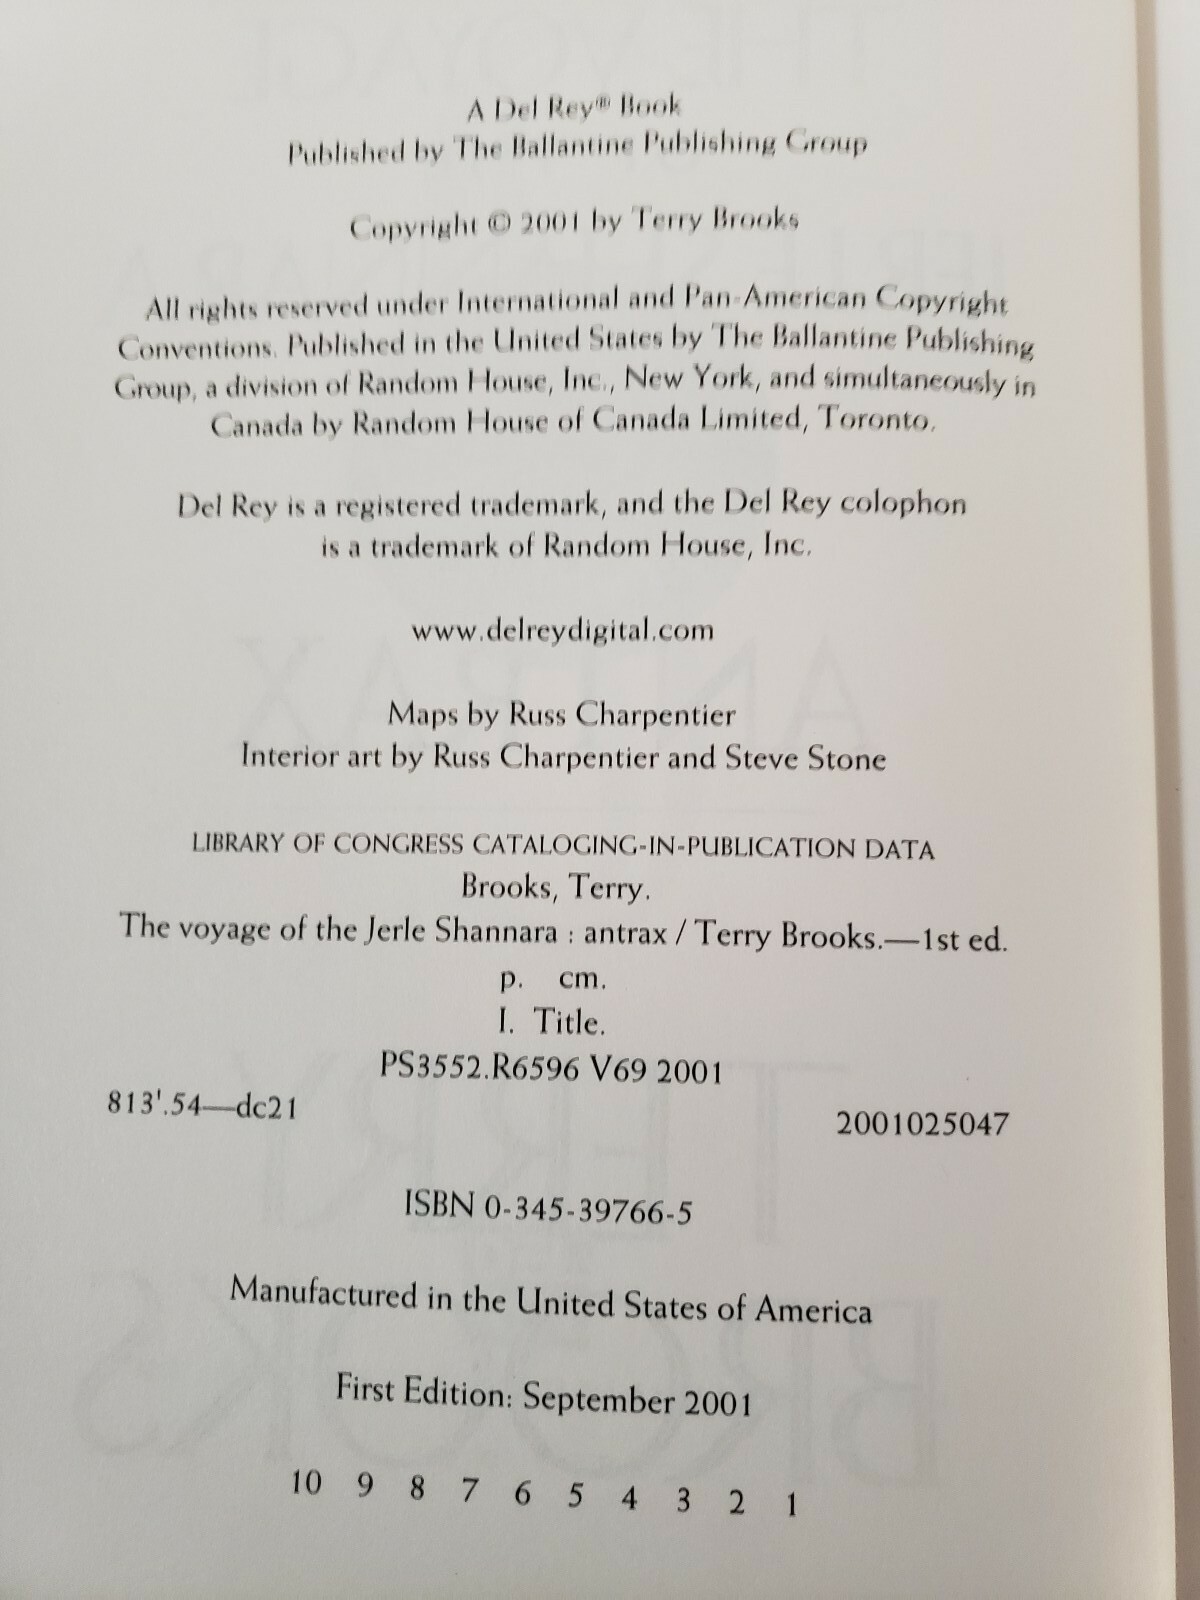 A Del Rey® Book
Published by The Ballantine Publishing Group
Copyright © 2001 by Terry Brooks
All rights reserved under International and Pan-American Copyright
Conventions. Published in the United States by The Ballantine Publishing
Group, a division of Random House, Inc., New York, and simultaneously in
Canada by Random House of Canada Limited, Toronto.
Del Rey is a registered trademark, and the Del Rey colophon
is a trademark of Random House, Inc.
www.delreydigital.com
Maps by Russ Charpentier
Interior art by Russ Charpentier and Steve Stone
LIBRARY OF CONGRESS CATALOGING-IN-PUBLICATION DATA
Brooks, Terry.
The voyage of the Jerle Shannara : antrax / Terry Brooks.—1st ed.
p. cm.
I. Title.
PS3552.R6596 V69 2001
813'.54—dc21 2001025047
ISBN 0-345-39766-5
Manufactured in the United States of America
First Edition: September 2001
10 9 8 7 6 5 4 3 2 1